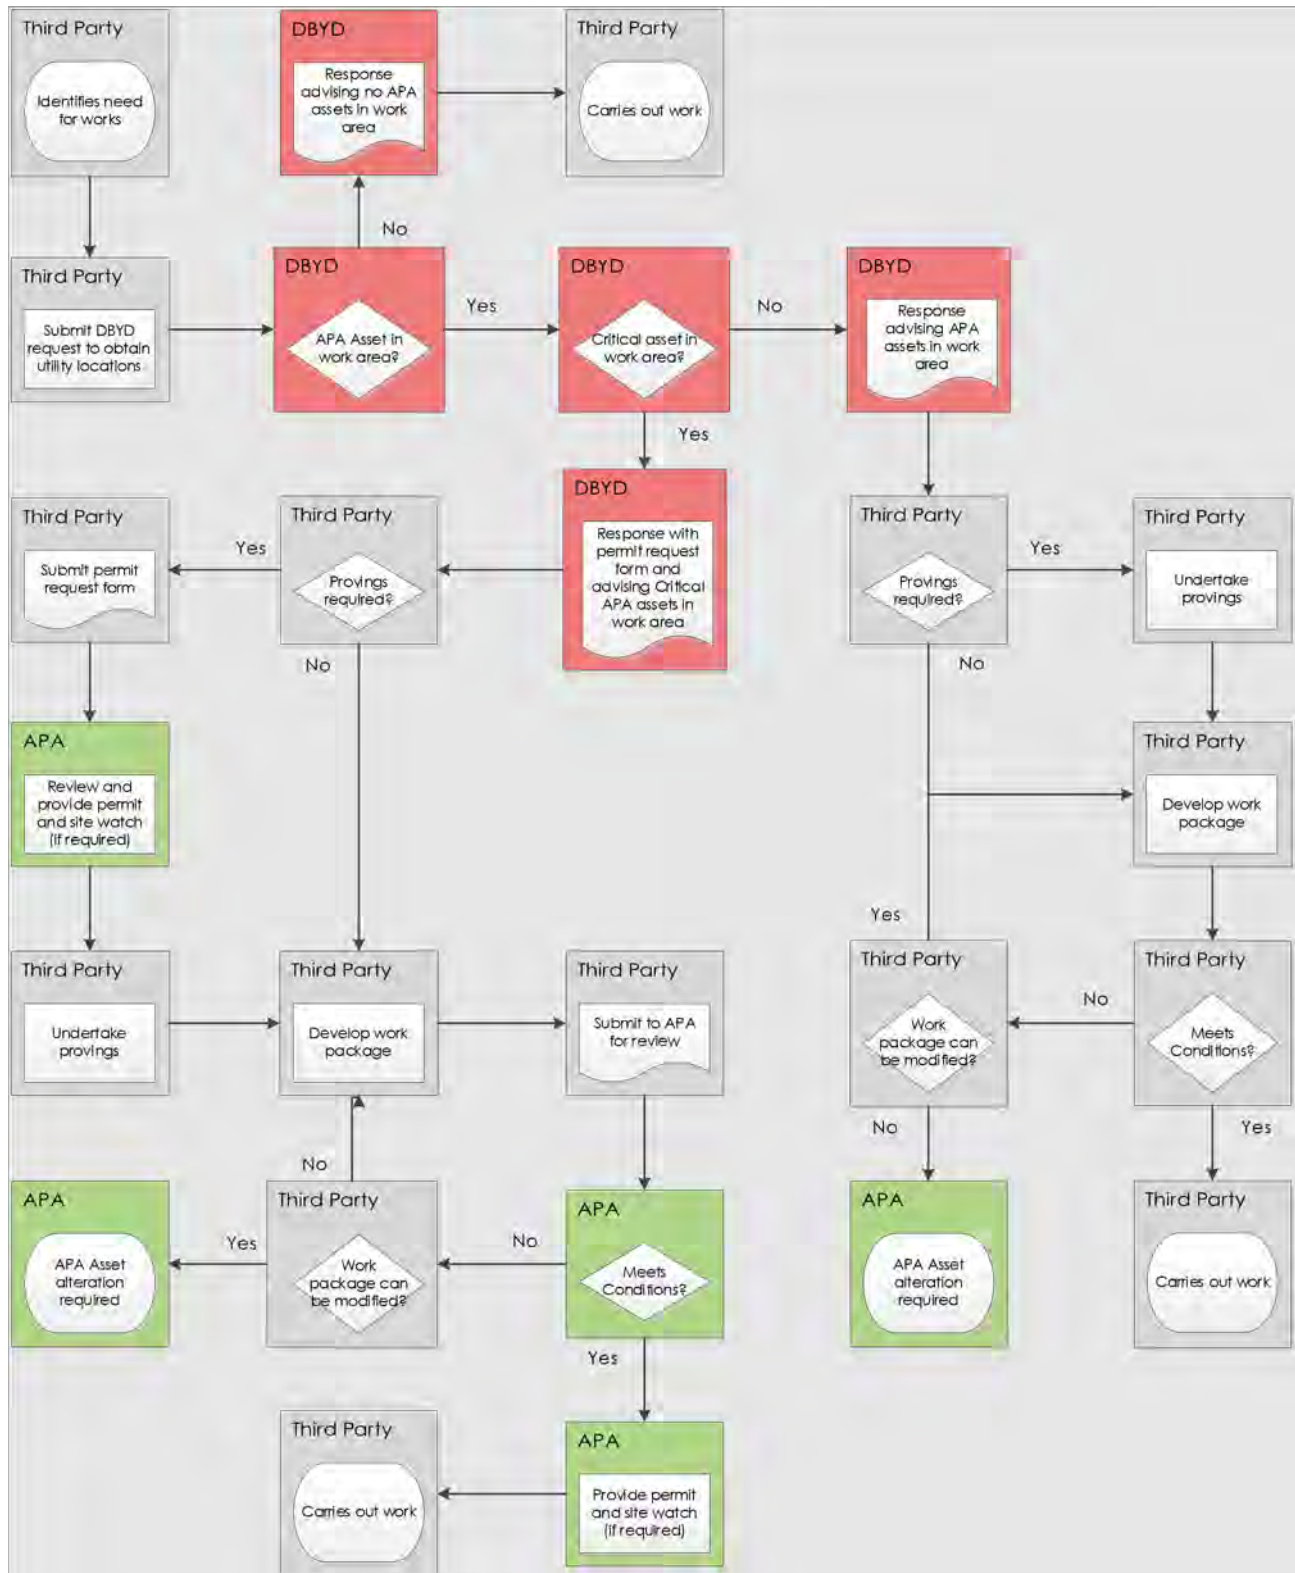 Third Party
Identifies need
for works
DBYD
Response
advising no APA
assets in work
area
Third Party
Carries out work
No
Third Party
Submit DBYD
request to obtain
utility locations
DBYD
APA Asset in
work area?
Yes
DBYD
Critical asset in
work area?
No
DBYD
Response
advising APA
assets in work
area
Yes
Third Party
Submit permit
request form
Yes
Third Party
Provings
required?
No
DBYD
Response with
permit request
form and
advising Critical
APA assets in
work area
Third Party
Provings
required?
Yes
No
Third Party
Undertake
provings
APA
Review and
provide permit
and site watch
(if required)
Third Party
Develop work
package
Yes
Third Party
Undertake
provings
Third Party
Develop work
package
Third Party
Submit to APA
for review
Third Party
Work
package can
be modified?
No
Third Party
Meets
Conditions?
No
Yes
No
APA
APA Asset
alteration
required
Yes
Third Party
Work
package can
be modified?
No
APA
Meets
Conditions?
APA
APA Asset
alteration
required
Third Party
Carries out work
Yes
Third Party
Carries out work
APA
Provide permit
and site watch
(if required)